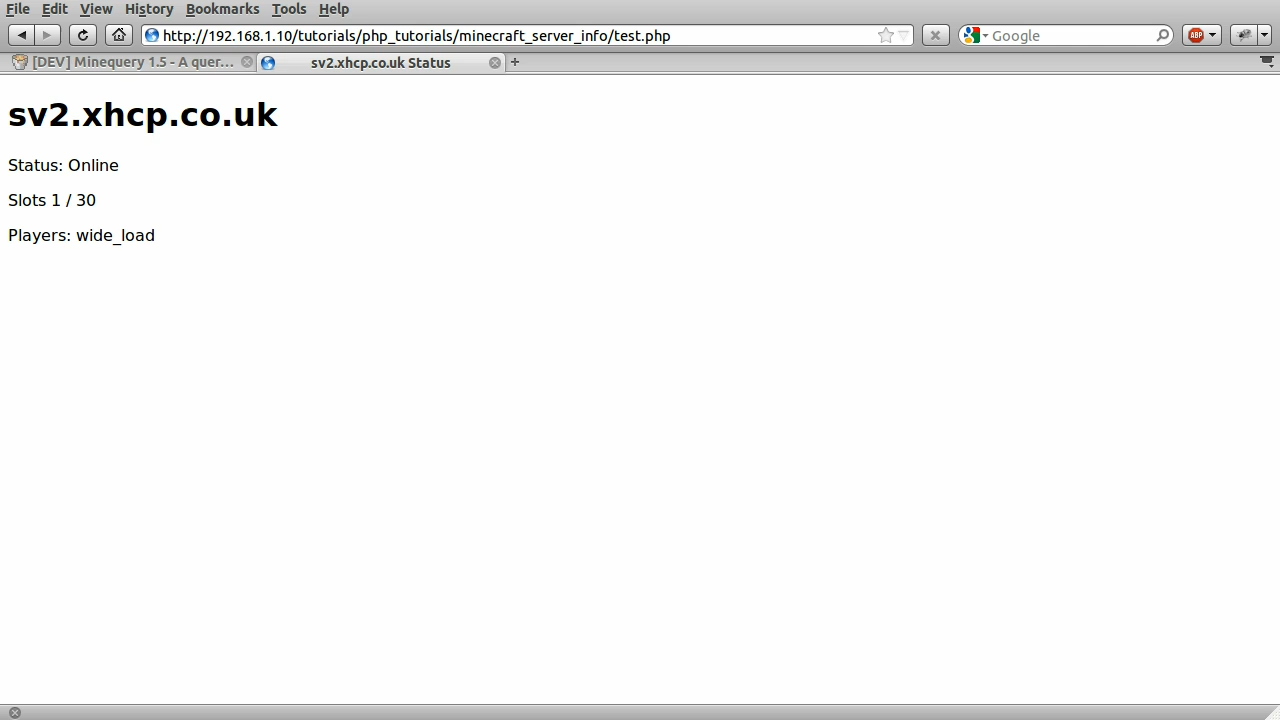 File Edit View History Bookmarks Tools Help
http://192.168.1.10/tutorials/php_tutorials/minecraft_server_info/test.php Google ABP
[DEV] Minequery 1.5 - A quer... sv2.xhcp.co.uk Status +
sv2.xhcp.co.uk
Status: Online
Slots 1 / 30
Players: wide_load